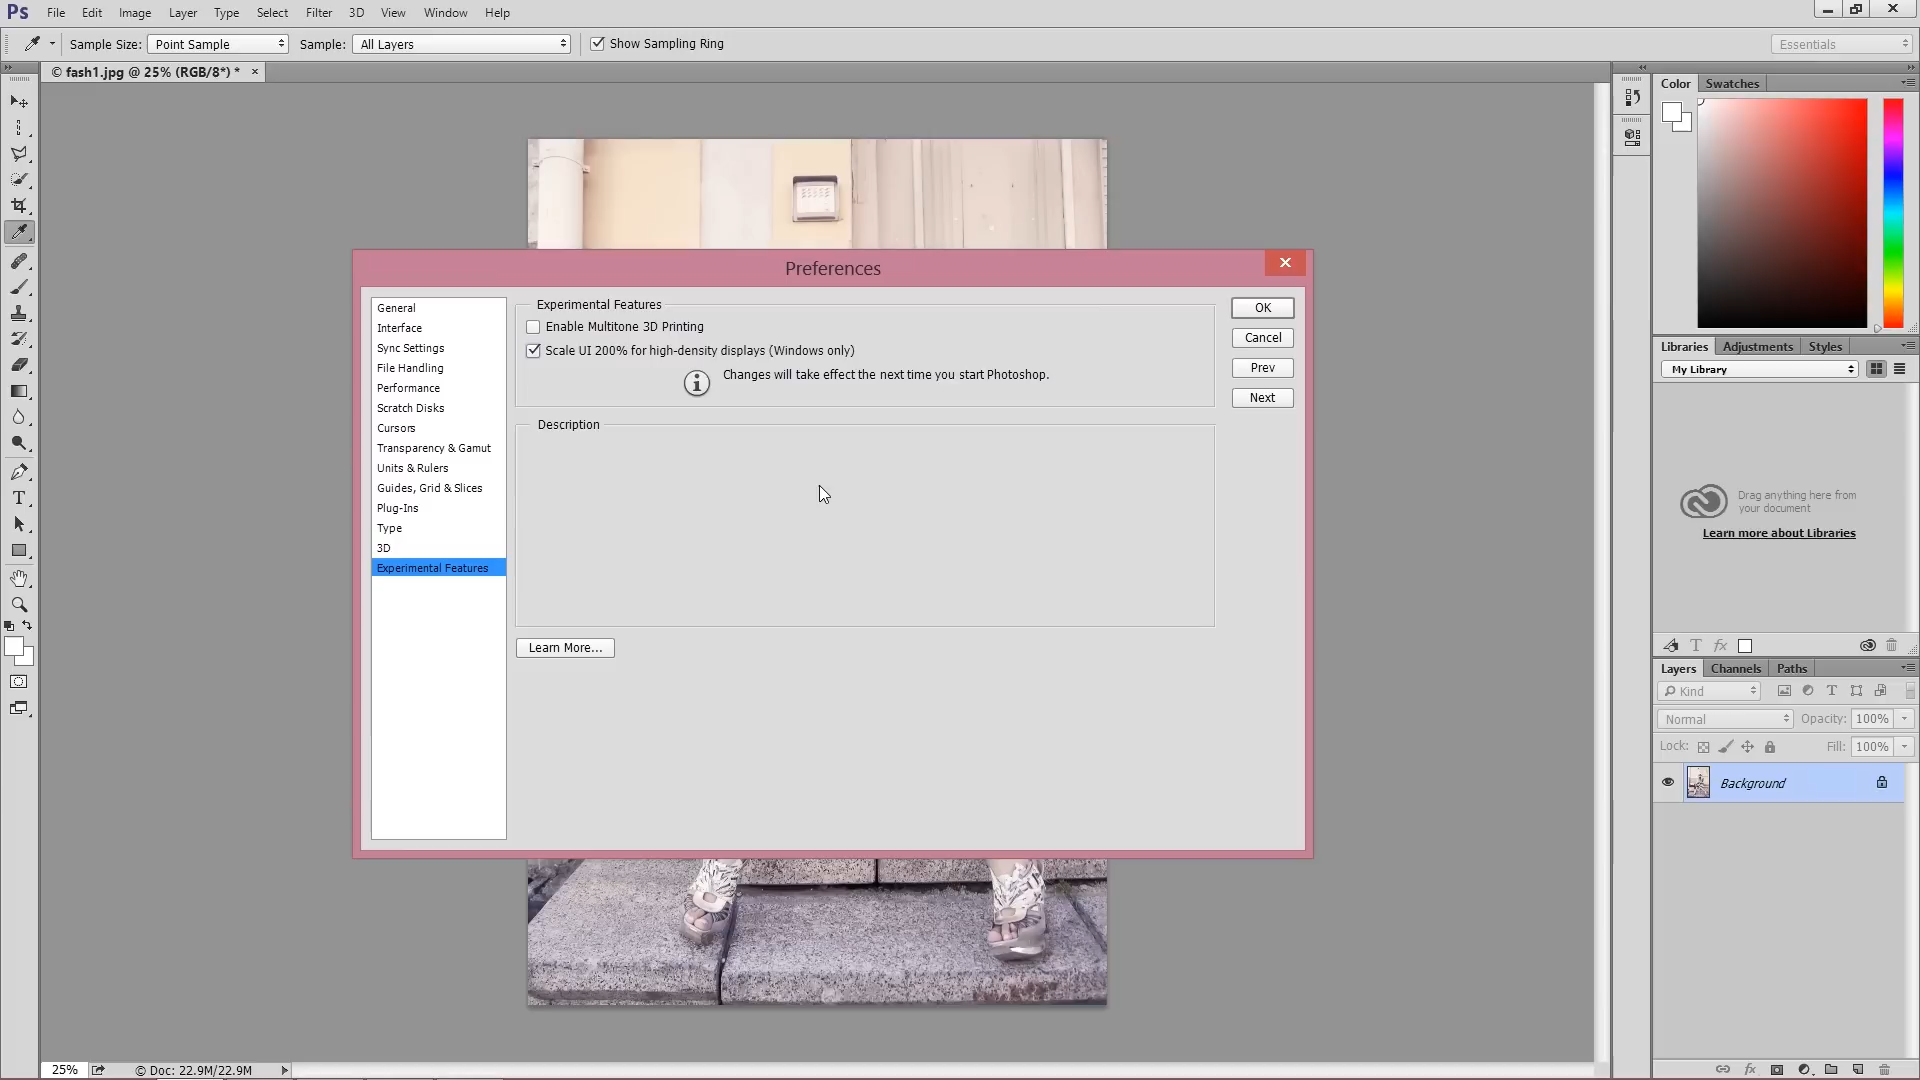 Ps File Edit Image Layer Type Select Filter 3D View Window Help
Sample Size: Point Sample Sample: All Layers Show Sampling Ring Essentials
© fash1.jpg @ 25% (RGB/8*) * ×
Color Swatches
Preferences
General
Interface
Sync Settings
File Handling
Performance
Scratch Disks
Cursors
Transparency & Gamut
Units & Rulers
Guides, Grid & Slices
Plug-Ins
Type
3D
Experimental Features
Experimental Features
Enable Multitone 3D Printing
Scale UI 200% for high-density displays (Windows only)
Changes will take effect the next time you start Photoshop.
Description
Learn More...
OK
Cancel
Prev
Next
Libraries Adjustments Styles
My Library
Drag anything here from
your document
Learn more about Libraries
Layers Channels Paths
Kind
Normal Opacity: 100%
Lock: Fill: 100%
Background
25% © Doc: 22.9M/22.9M